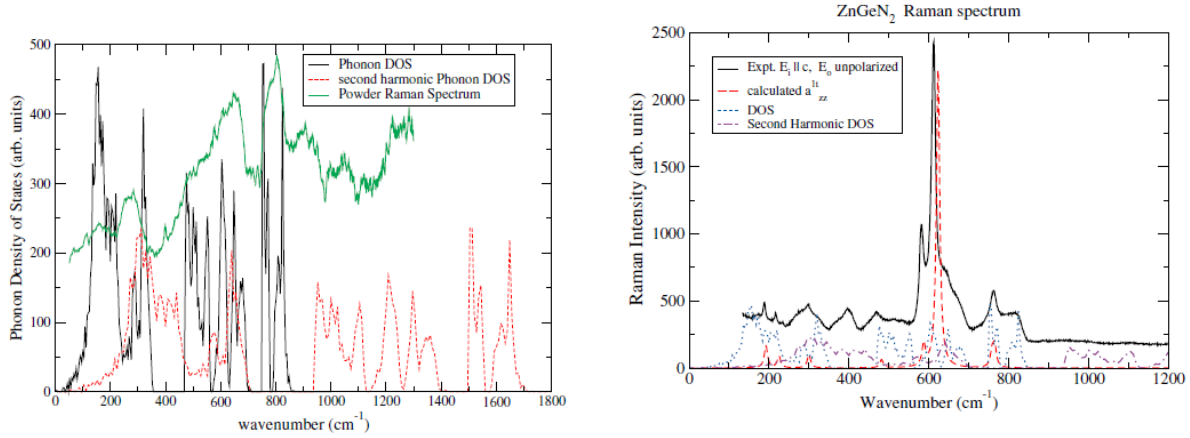 500
400
300
200
100
0
Phonon Density of States (arb. units)
Phonon DOS
second harmonic Phonon DOS
Powder Raman Spectrum
0 200 400 600 800 1000 1200 1400 1600 1800
wavenumber (cm-1)
ZnGeN2 Raman spectrum
2500
2000
1500
1000
500
0
Raman Intensity (arb. units)
Expt. Ei || c, Eo unpolarized
calculated a1tzz
DOS
Second Harmonic DOS
0 200 400 600 800 1000 1200
Wavenumber (cm-1)